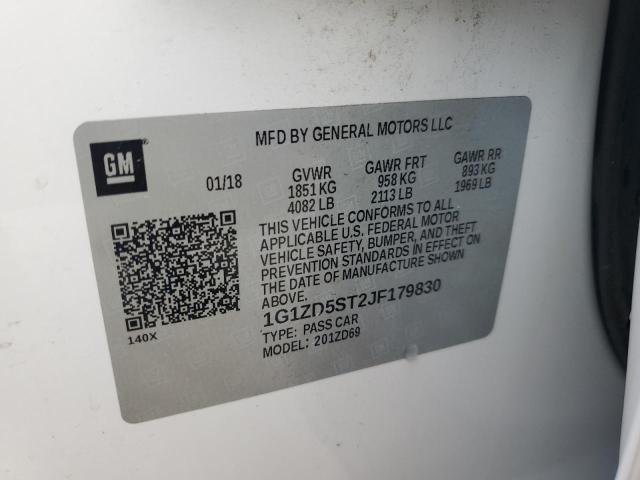 GM
MFD BY GENERAL MOTORS LLC
01/18
GVWR GAWR FRT GAWR RR
1851 KG 958 KG 893 KG
4082 LB 2113 LB 1969 LB
THIS VEHICLE CONFORMS TO ALL
APPLICABLE U.S. FEDERAL MOTOR
VEHICLE SAFETY, BUMPER, AND THEFT
PREVENTION STANDARDS IN EFFECT ON
THE DATE OF MANUFACTURE SHOWN
ABOVE.
1G1ZD5ST2JF179830
TYPE: PASS CAR
MODEL: 201ZD69
140X